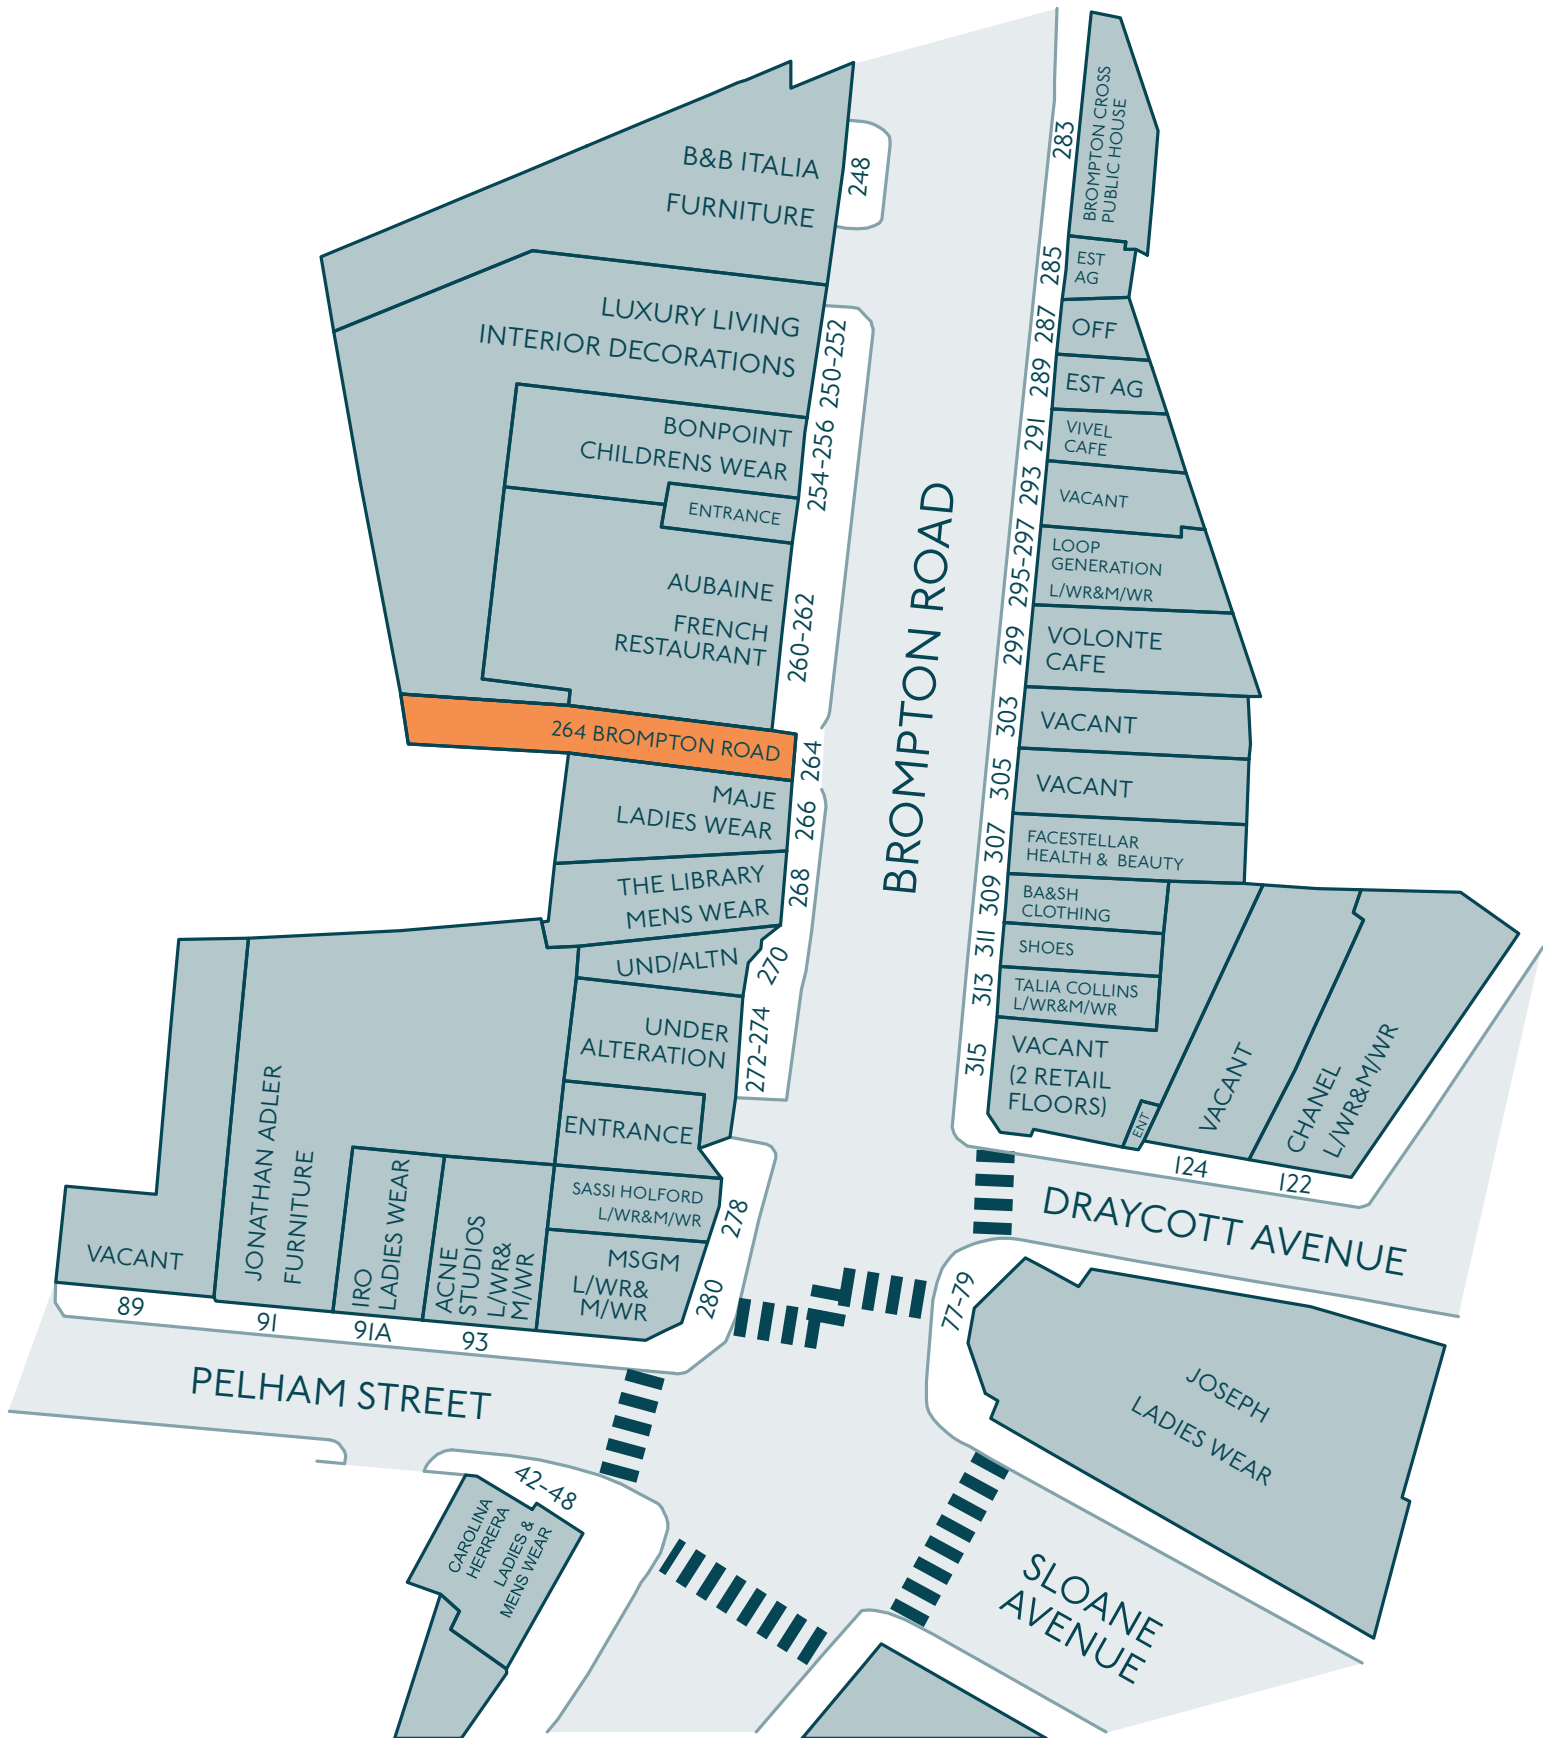 B&B ITALIA
FURNITURE
248
LUXURY LIVING
INTERIOR DECORATIONS
250-252
BONPOINT
CHILDRENS WEAR
254-256
ENTRANCE
AUBAINE
FRENCH
RESTAURANT
260-262
264 BROMPTON ROAD
264
MAJE
LADIES WEAR
266
THE LIBRARY
MENS WEAR
268
UND/ALTN
270
UNDER
ALTERATION
272-274
ENTRANCE
SASSI HOLFORD
L/WR&M/WR
278
MSGM
L/WR&
M/WR
280
VACANT
89
JONATHAN ADLER
FURNITURE
91
IRO
LADIES WEAR
91A
ACNE
STUDIOS
L/WR&
M/WR
93
PELHAM STREET
42-48
CAROLINA
HERRERA
LADIES &
MENS WEAR
BROMPTON ROAD
283
BROMPTON CROSS
PUBLIC HOUSE
285
EST
AG
287
OFF
289
EST AG
291
VIVEL
CAFE
293
VACANT
295-297
LOOP
GENERATION
L/WR&M/WR
299
VOLONTE
CAFE
303
VACANT
305
VACANT
307
FACESTELLAR
HEALTH & BEAUTY
309
BA&SH
CLOTHING
311
SHOES
313
TALIA COLLINS
L/WR&M/WR
315
VACANT
(2 RETAIL
FLOORS)
ENT
VACANT
124
CHANEL
L/WR&M/WR
122
DRAYCOTT AVENUE
77-79
JOSEPH
LADIES WEAR
SLOANE
AVENUE